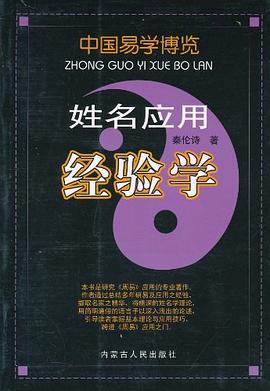 中国易学博览
ZHONG GUO YI XUE BO LAN
姓名应用
秦伦诗 著
经验学
本书是研究《周易》应用的专业著作。
作者通过总结多年研易及应用之经验，
撷取名家之精华，将桃深的姓名学理论，
用简明通俗的语言予以深入浅出的论述，
引导读者掌握基本理论与应用技巧，
跨进《周易》应用之门。
内蒙古人民出版社